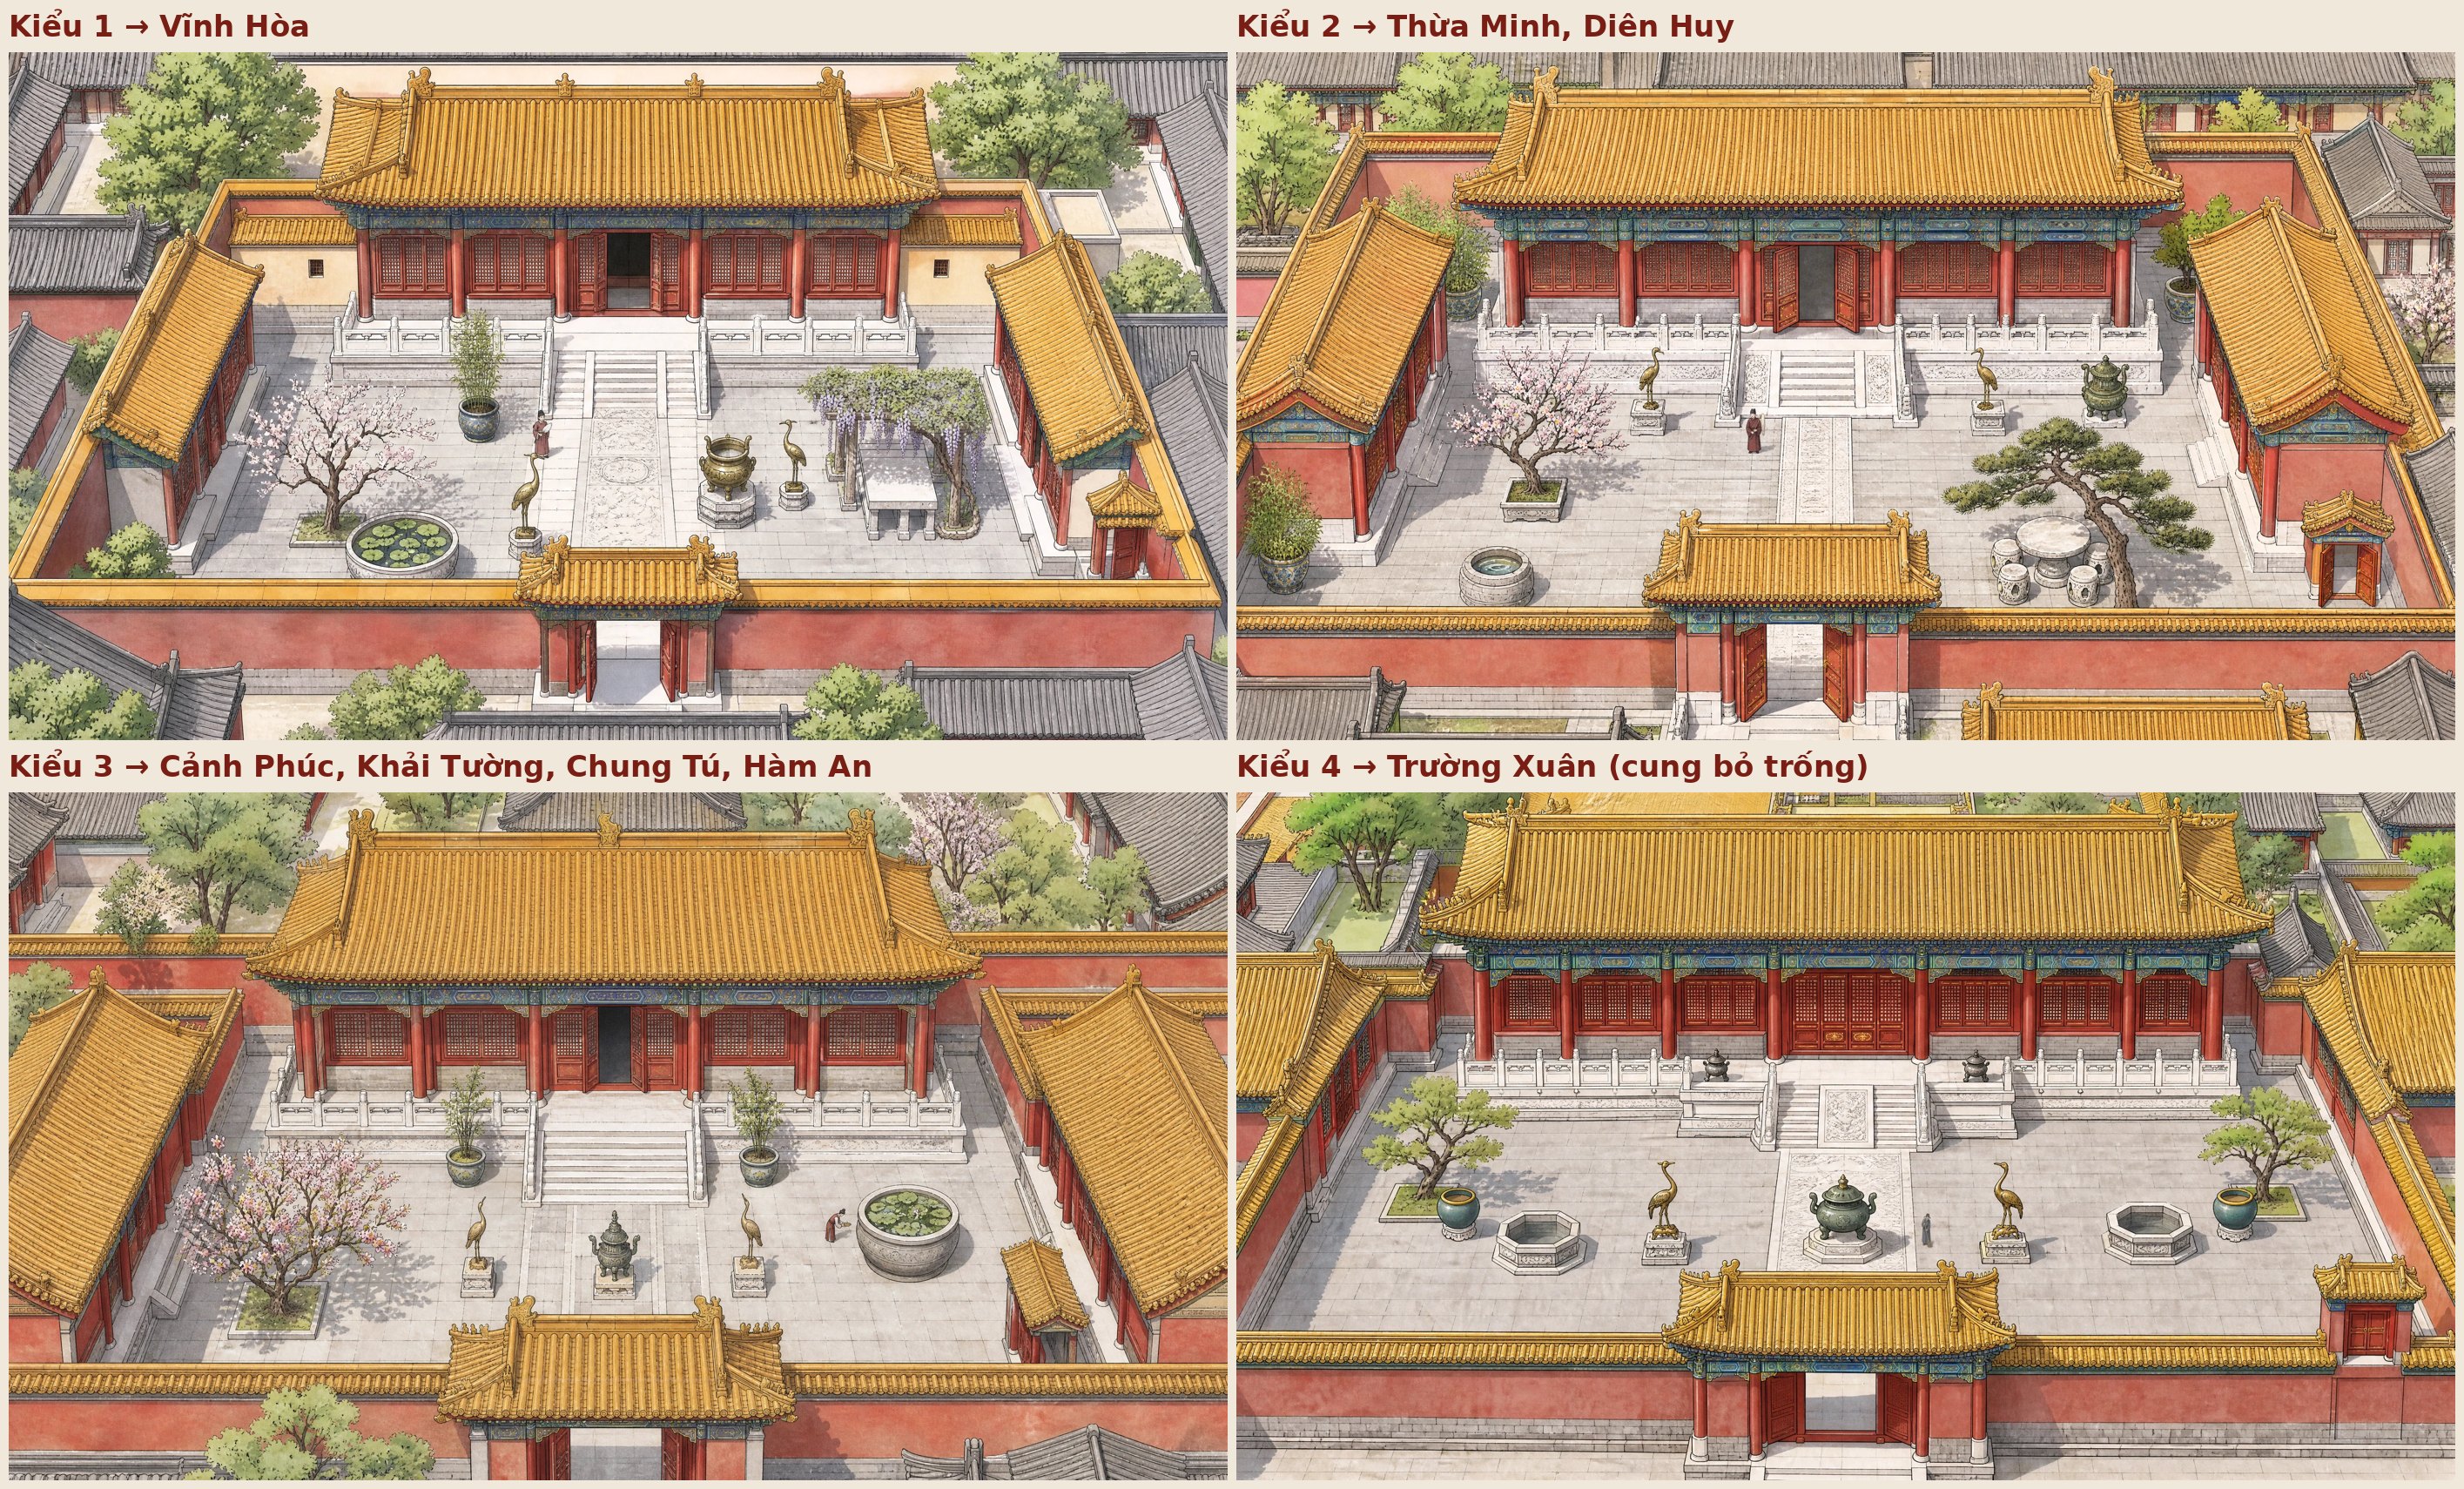 Kiểu 1 → Vĩnh Hòa
Kiểu 2 → Thừa Minh, Diên Huy
Kiểu 3 → Cảnh Phúc, Khải Tường, Chung Tú, Hàm An
Kiểu 4 → Trường Xuân (cung bỏ trống)